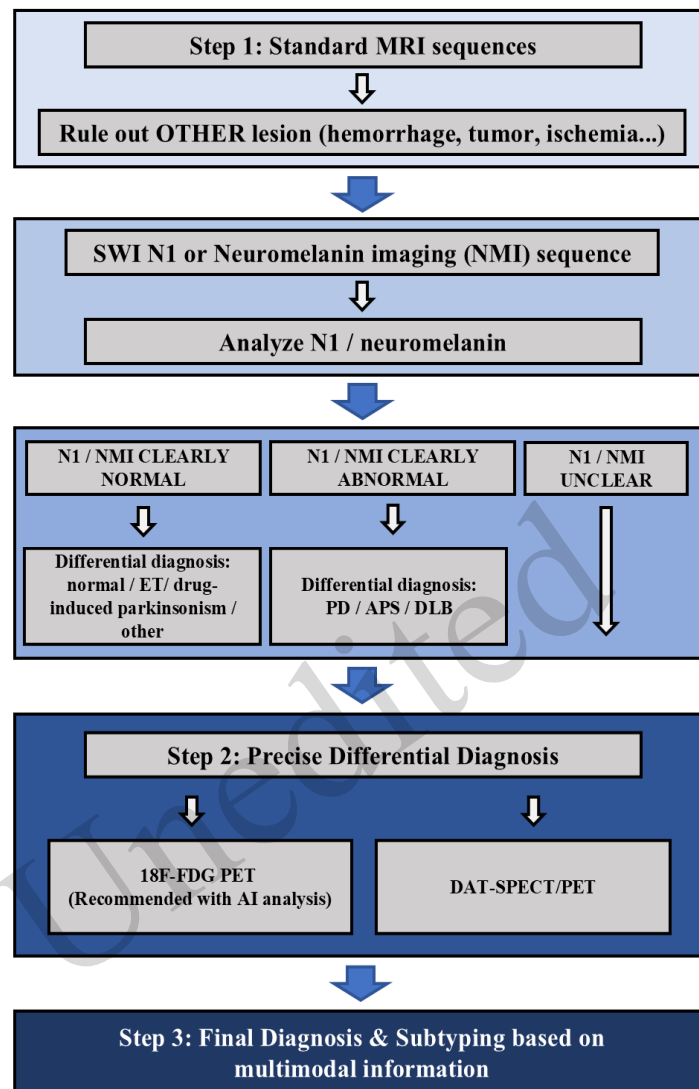 Step 1: Standard MRI sequences
Rule out OTHER lesion (hemorrhage, tumor, ischemia...)
SWI N1 or Neuromelanin imaging (NMI) sequence
Analyze N1 / neuromelanin
N1 / NMI CLEARLY
NORMAL
Differential diagnosis:
normal / ET/ drug-
induced parkinsonism /
other
N1 / NMI CLEARLY
ABNORMAL
Differential diagnosis:
PD / APS / DLB
N1 / NMI
UNCLEAR
Step 2: Precise Differential Diagnosis
18F-FDG PET
(Recommended with AI analysis)
DAT-SPECT/PET
Step 3: Final Diagnosis & Subtyping based on
multimodal information
Unedited